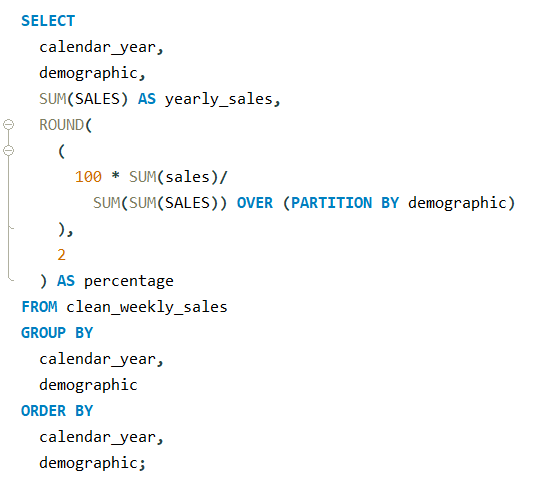 SELECT
calendar_year,
demographic,
SUM(SALES) AS yearly_sales,
ROUND(
(
100 * SUM(sales)/
SUM(SUM(SALES)) OVER (PARTITION BY demographic)
),
2
) AS percentage
FROM clean_weekly_sales
GROUP BY
calendar_year,
demographic
ORDER BY
calendar_year,
demographic;